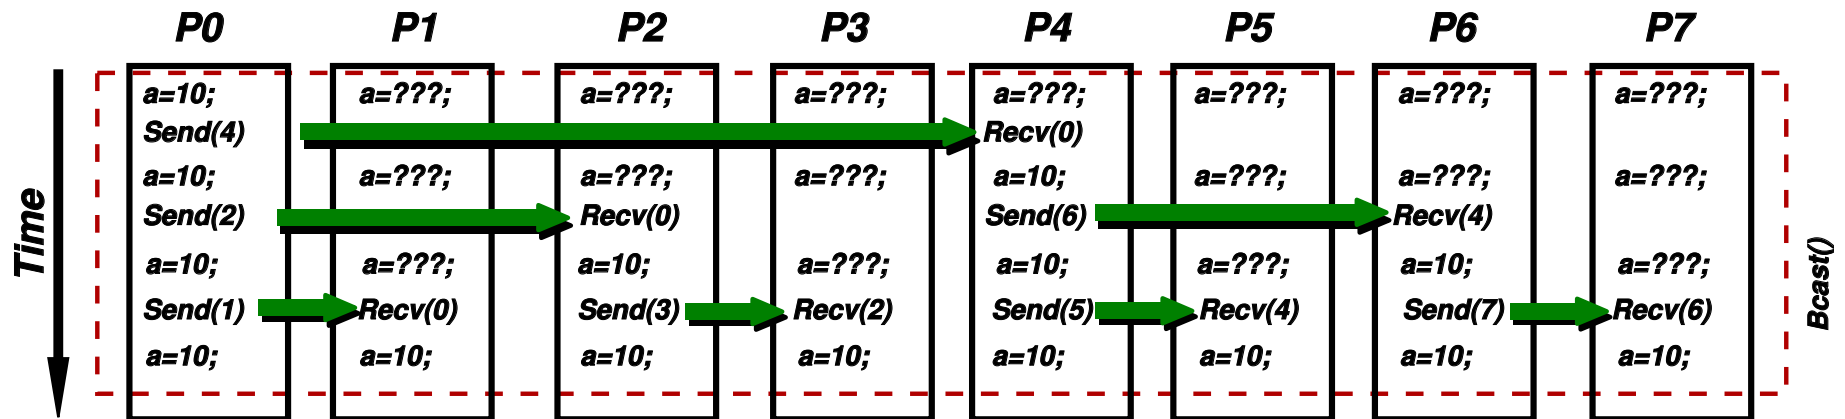 P0 P1 P2 P3 P4 P5 P6 P7
a=10; a=???; a=???; a=???; a=???; a=???; a=???; a=???;
Send(4) Recv(0)
a=10; a=???; a=???; a=???; a=10; a=???; a=???; a=???;
Send(2) Recv(0) Send(6) Recv(4)
a=10; a=???; a=10; a=???; a=10; a=???; a=10; a=???;
Send(1) Recv(0) Send(3) Recv(2) Send(5) Recv(4) Send(7) Recv(6)
a=10; a=10; a=10; a=10; a=10; a=10; a=10; a=10;
Time
Bcast()